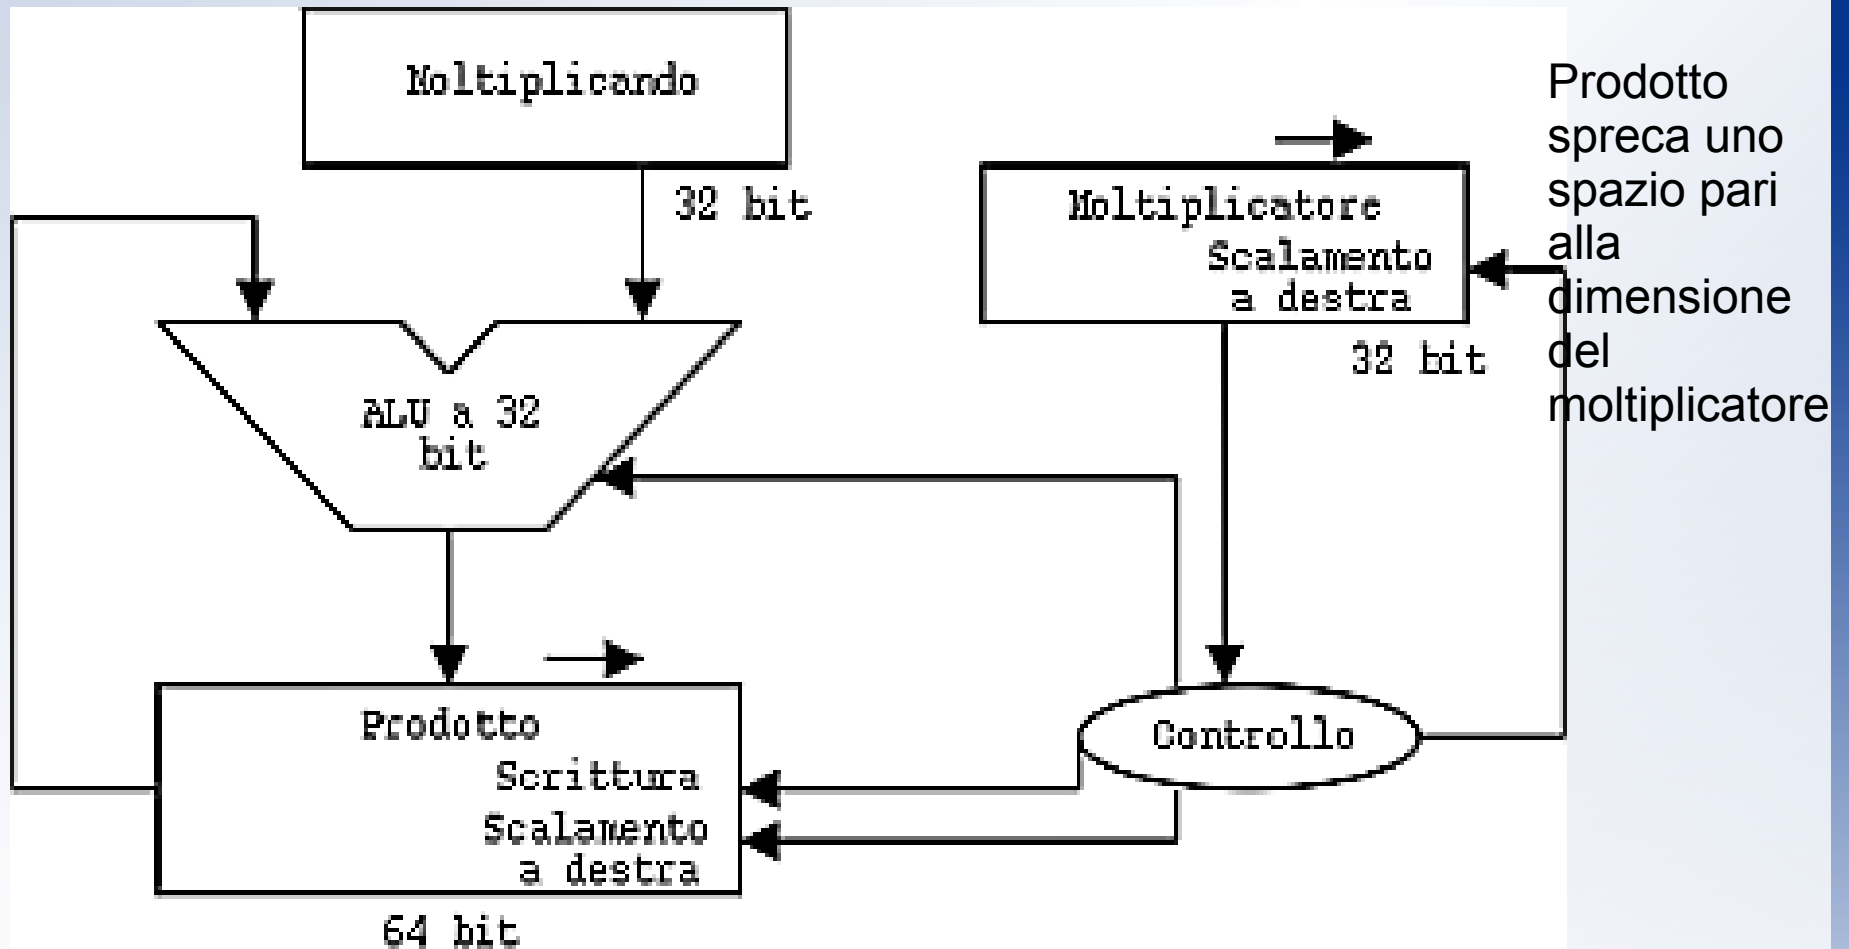 Moltiplicando
32 bit
Moltiplicatore
Scalamento
a destra
32 bit
ALU a 32
bit
Prodotto
Scrittura
Scalamento
a destra
64 bit
Controllo
Prodotto
spreca uno
spazio pari
alla
dimensione
del
moltiplicatore